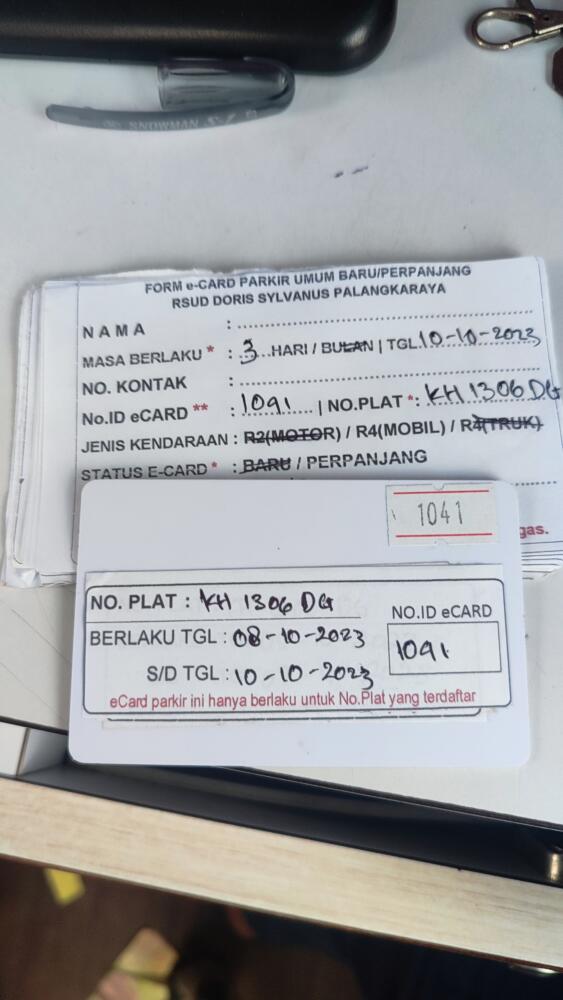 SNOWMAN
FORM e-CARD PARKIR UMUM BARU/PERPANJANG
RSUD DORIS SYLVANUS PALANGKARAYA
NAMA :
MASA BERLAKU * : 3 HARI / BULAN | TGL. 10-10-2023
NO. KONTAK :
No.ID eCARD ** : 1091 | NO.PLAT *: KH 1306 DG
JENIS KENDARAAN : R2(MOTOR) / R4(MOBIL) / R4(TRUK)
STATUS E-CARD * : BARU / PERPANJANG
gas.
1041
NO. PLAT : KH 1306 DG
NO.ID eCARD
BERLAKU TGL : 08-10-2023
1091
S/D TGL : 10-10-2023
eCard parkir ini hanya berlaku untuk No.Plat yang terdaftar